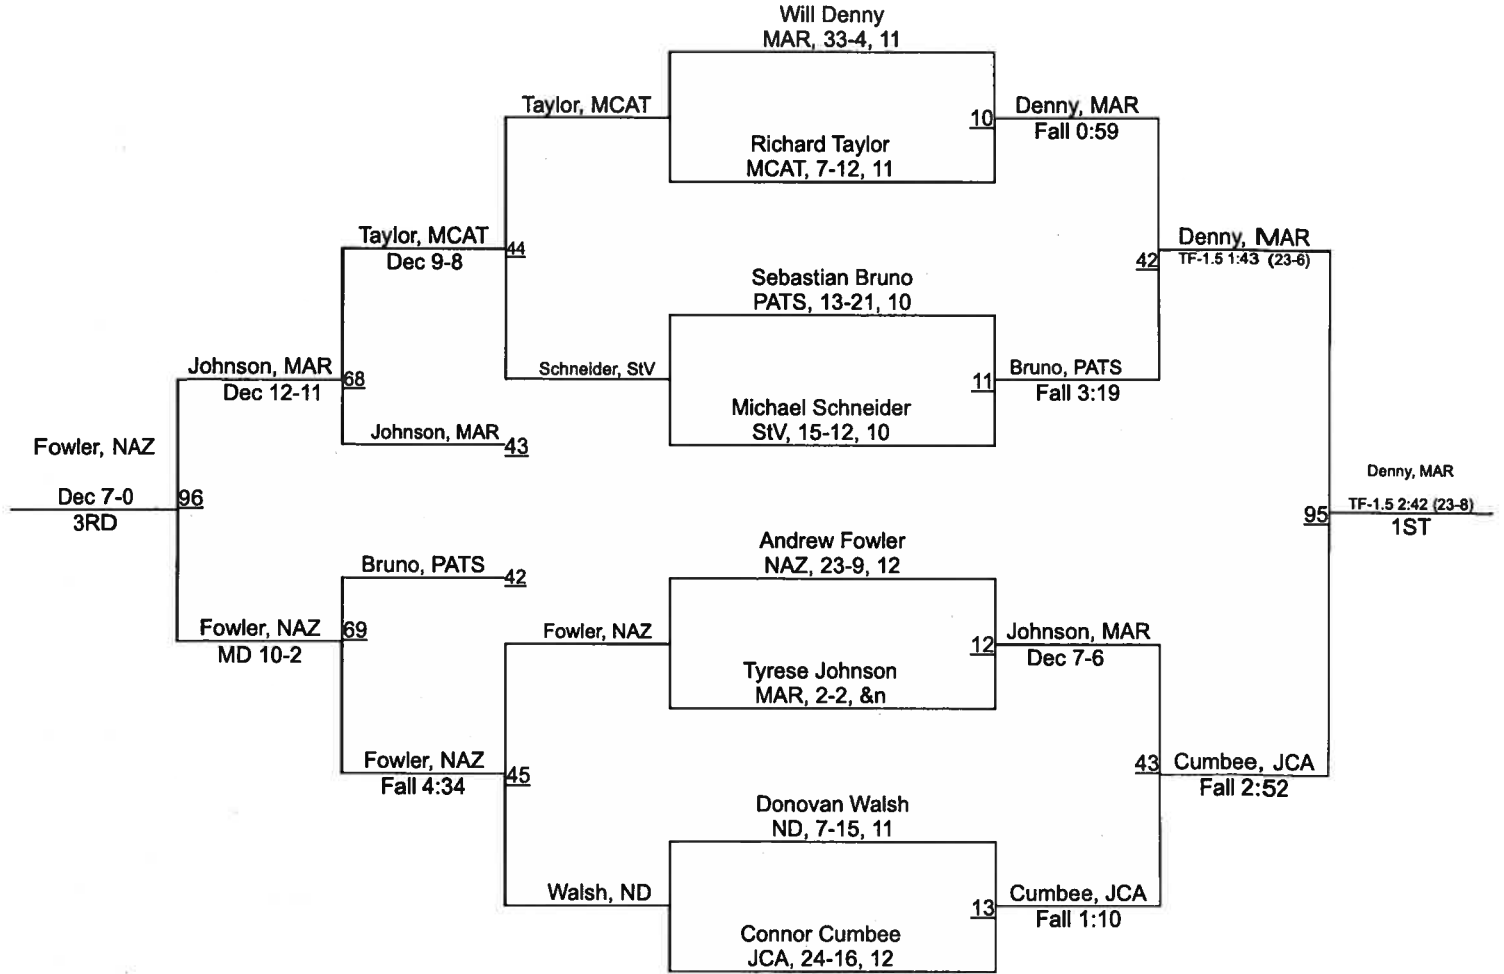 Will Denny
MAR, 33-4, 11
Taylor, MCAT
10
Denny, MAR
Fall 0:59
Richard Taylor
MCAT, 7-12, 11
Taylor, MCAT
Dec 9-8
44
Denny, MAR
TF-1.5 1:43 (23-6)
42
Sebastian Bruno
PATS, 13-21, 10
Johnson, MAR
Dec 12-11
68
Schneider, StV
11
Bruno, PATS
Fall 3:19
Michael Schneider
StV, 15-12, 10
Johnson, MAR
43
Fowler, NAZ
Dec 7-0
3RD
96
Denny, MAR
TF-1.5 2:42 (23-8)
1ST
95
Andrew Fowler
NAZ, 23-9, 12
Bruno, PATS
42
Fowler, NAZ
MD 10-2
69
Fowler, NAZ
12
Johnson, MAR
Dec 7-6
Tyrese Johnson
MAR, 2-2, &n
Fowler, NAZ
Fall 4:34
45
43
Cumbee, JCA
Fall 2:52
Donovan Walsh
ND, 7-15, 11
Walsh, ND
13
Cumbee, JCA
Fall 1:10
Connor Cumbee
JCA, 24-16, 12